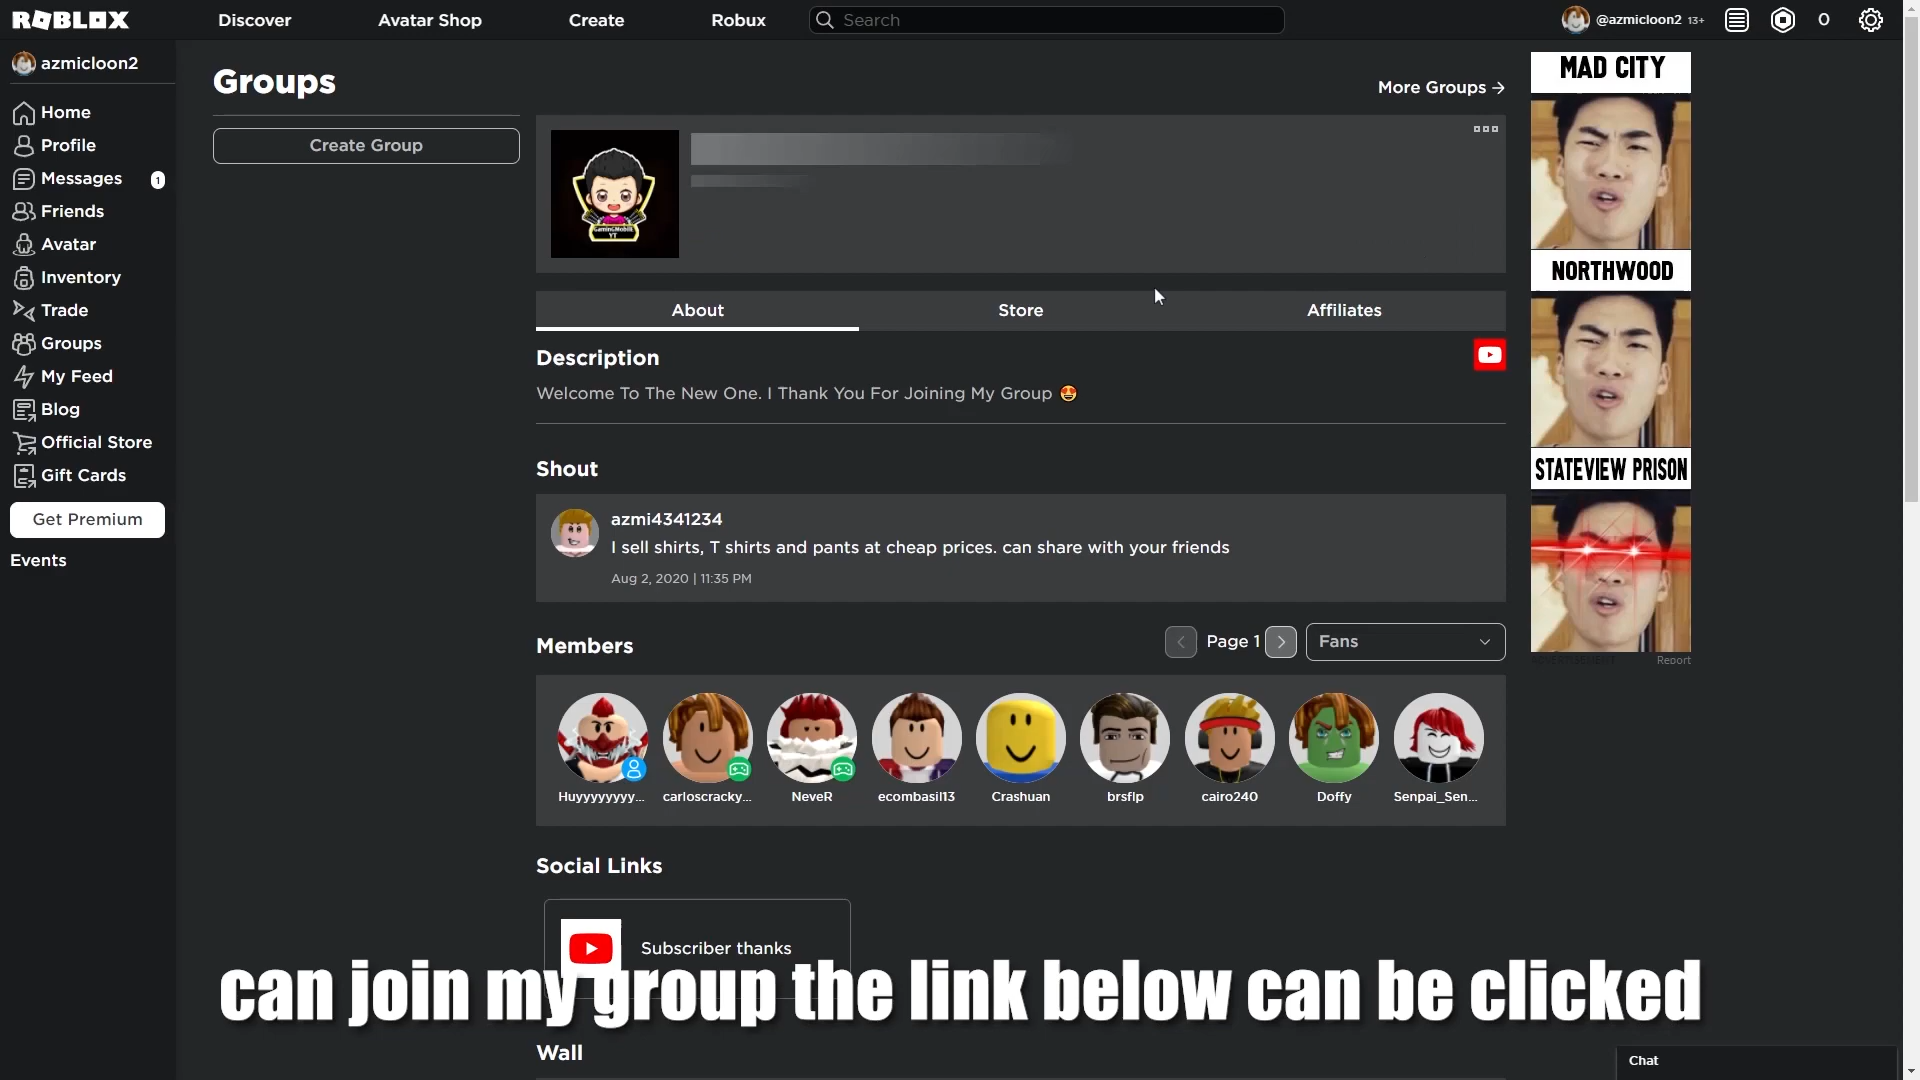 ROBLOX
Discover
Avatar Shop
Create
Robux
Search
@azmicloon2 13+
0
azmicloon2
Home
Profile
Messages 1
Friends
Avatar
Inventory
Trade
Groups
My Feed
Blog
Official Store
Gift Cards
Get Premium
Events
Groups
More Groups →
Create Group
GaminGMobilE
YT
About
Store
Affiliates
Description
Welcome To The New One. I Thank You For Joining My Group 🤩
Shout
azmi4341234
I sell shirts, T shirts and pants at cheap prices. can share with your friends
Aug 2, 2020 | 11:35 PM
Members
Page 1
Fans
Huyyyyyyyy...
carloscracky...
NeveR
ecombasil13
Crashuan
brsflp
cairo240
Doffy
Senpai_Sen...
Social Links
Subscriber thanks
can join my group the link below can be clicked
Wall
MAD CITY
NORTHWOOD
STATEVIEW PRISON
ADVERTISEMENT
Report
Chat